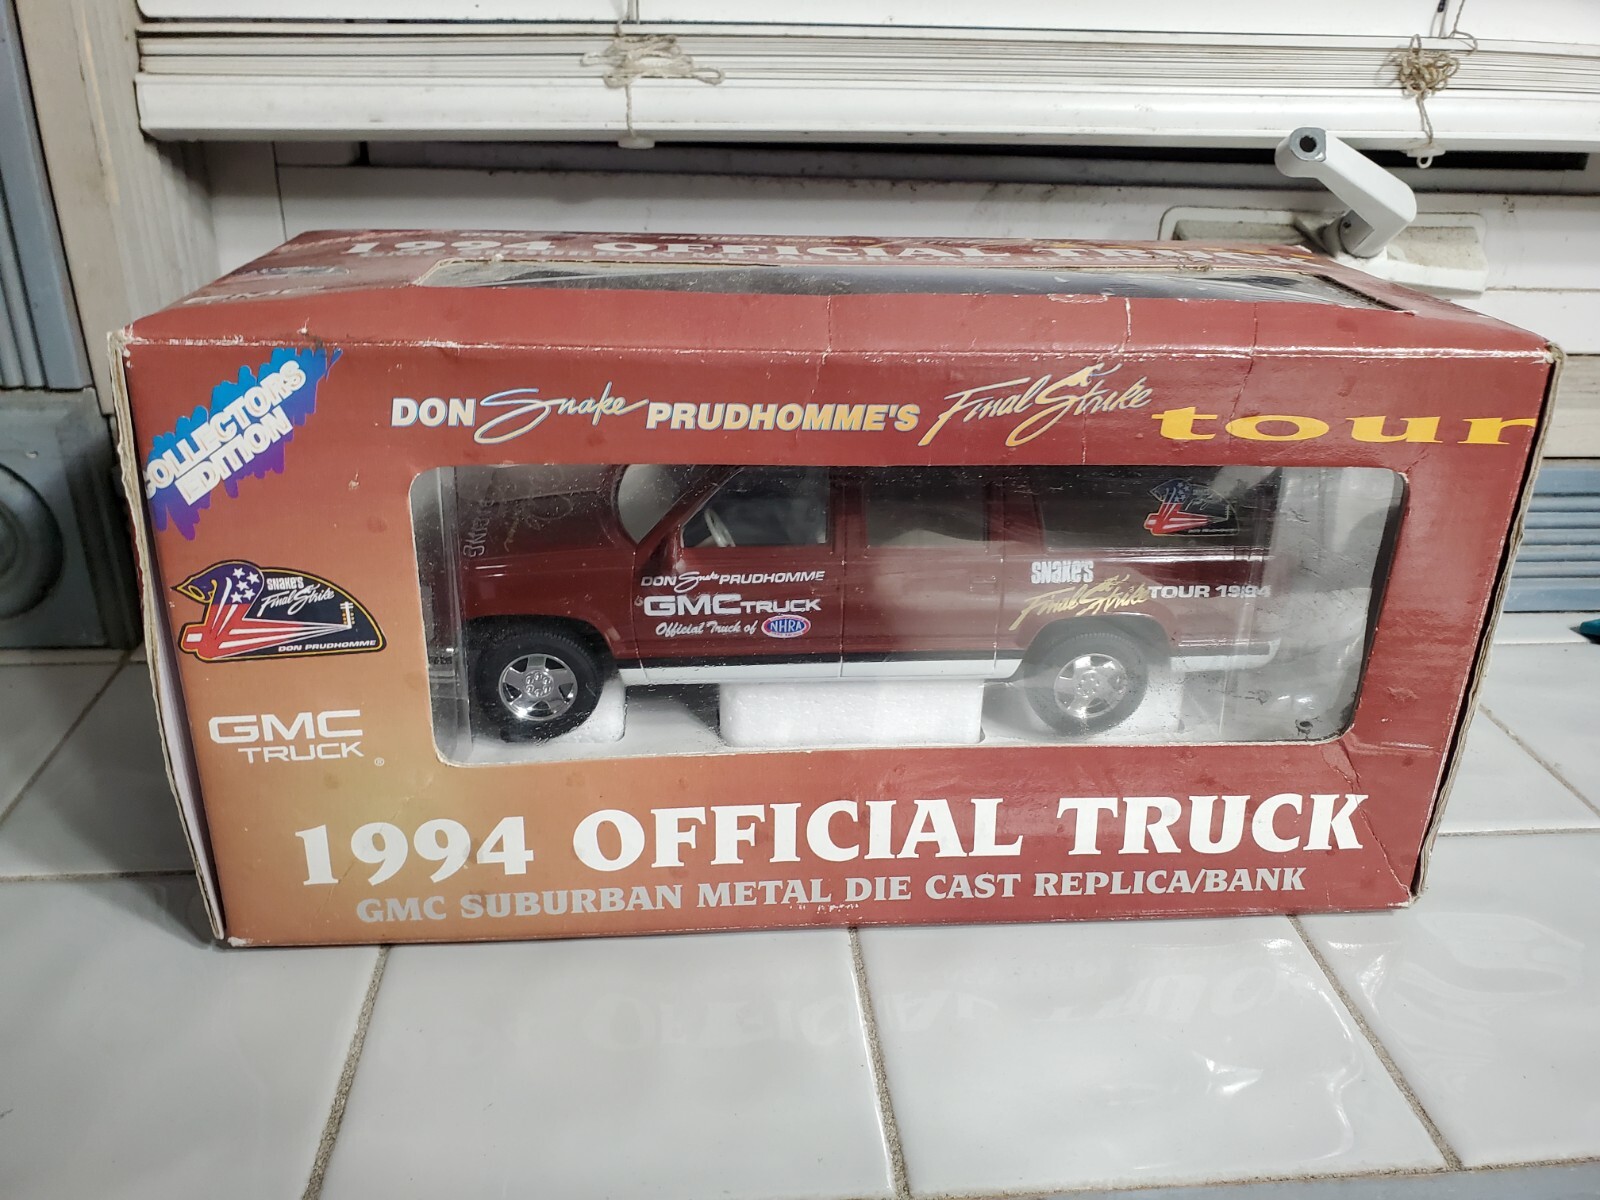 1994 OFFICIAL TRUCK
GMC
COLLECTORS
EDITION
DON Snake PRUDHOMME'S Final Strike tour
SNAKE'S
Final Strike
DON PRUDHOMME
GMC
TRUCK ®
DON Snake PRUDHOMME
GMC TRUCK
Official Truck of NHRA
SNAKE'S
Final Strike TOUR 1994
1994 OFFICIAL TRUCK
GMC SUBURBAN METAL DIE CAST REPLICA/BANK